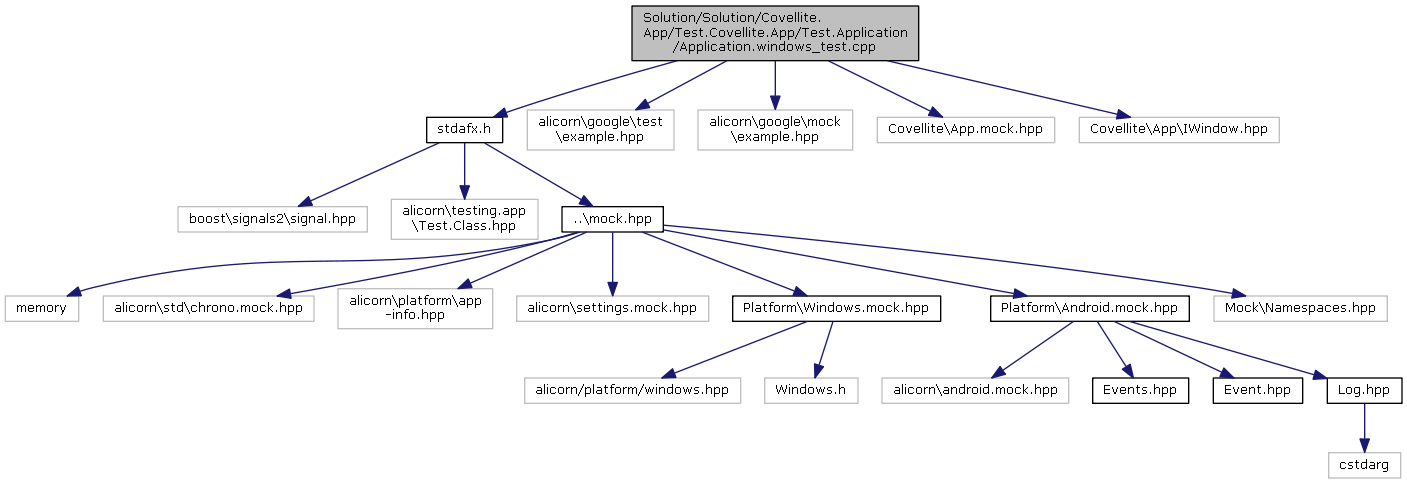 Solution/Solution/Covellite.
App/Test.Covellite.App/Test.Application
/Application.windows_test.cpp
stdafx.h
alicorn\google\test
\example.hpp
alicorn\google\mock
\example.hpp
Covellite\App.mock.hpp
Covellite\App\IWindow.hpp
boost\signals2\signal.hpp
alicorn\testing.app
\Test.Class.hpp
..\mock.hpp
memory
alicorn\std\chrono.mock.hpp
alicorn\platform\app
-info.hpp
alicorn\settings.mock.hpp
Platform\Windows.mock.hpp
Platform\Android.mock.hpp
Mock\Namespaces.hpp
alicorn/platform/windows.hpp
Windows.h
alicorn\android.mock.hpp
Events.hpp
Event.hpp
Log.hpp
cstdarg